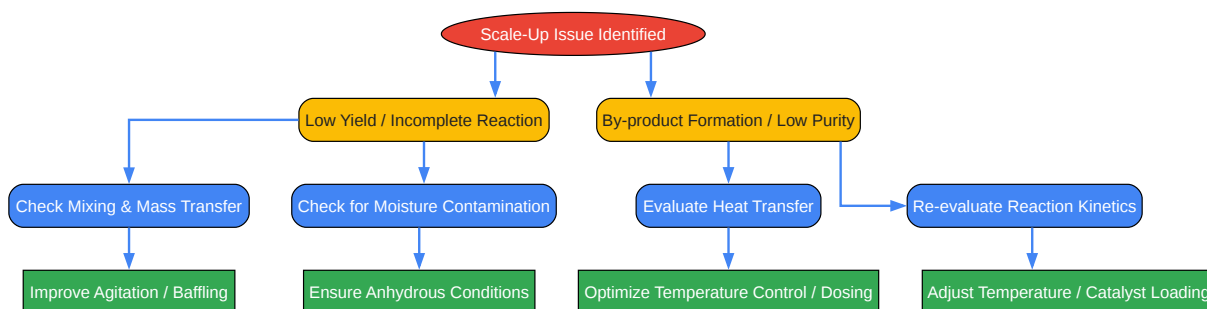 Scale-Up Issue Identified
Low Yield / Incomplete Reaction
By-product Formation / Low Purity
Check Mixing & Mass Transfer
Check for Moisture Contamination
Evaluate Heat Transfer
Re-evaluate Reaction Kinetics
Improve Agitation / Baffling
Ensure Anhydrous Conditions
Optimize Temperature Control / Dosing
Adjust Temperature / Catalyst Loading